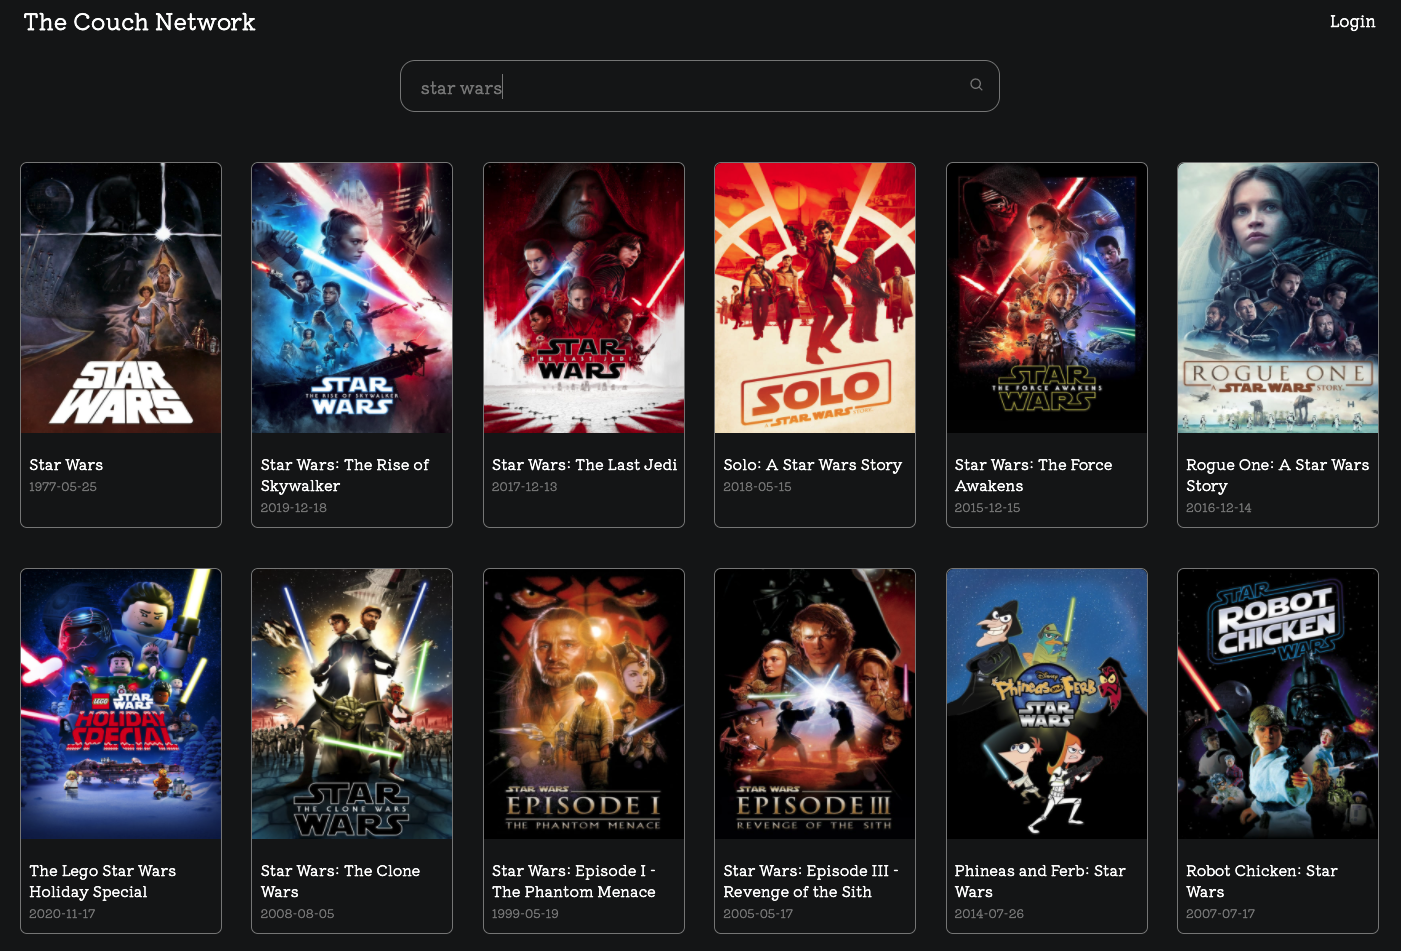 The Couch Network
Login
star wars
STAR
WARS
STAR
THE RISE OF SKYWALKER
WARS
STAR
THE LAST JEDI
WARS
SOLO
A STAR WARS STORY
STAR
THE FORCE AWAKENS
WARS
ROGUE ONE
A STAR WARS STORY
Star Wars
1977-05-25
Star Wars: The Rise of
Skywalker
2019-12-18
Star Wars: The Last Jedi
2017-12-13
Solo: A Star Wars Story
2018-05-15
Star Wars: The Force
Awakens
2015-12-15
Rogue One: A Star Wars
Story
2016-12-14
LEGO STAR WARS
HOLIDAY
SPECIAL
STAR
THE CLONE WARS
WARS
STAR WARS
EPISODE I
THE PHANTOM MENACE
STAR WARS
EPISODE III
REVENGE OF THE SITH
Disney
Phineas and Ferb
STAR
WARS
STAR
ROBOT
CHICKEN
WARS
The Lego Star Wars
Holiday Special
2020-11-17
Star Wars: The Clone
Wars
2008-08-05
Star Wars: Episode I -
The Phantom Menace
1999-05-19
Star Wars: Episode III -
Revenge of the Sith
2005-05-17
Phineas and Ferb: Star
Wars
2014-07-26
Robot Chicken: Star
Wars
2007-07-17